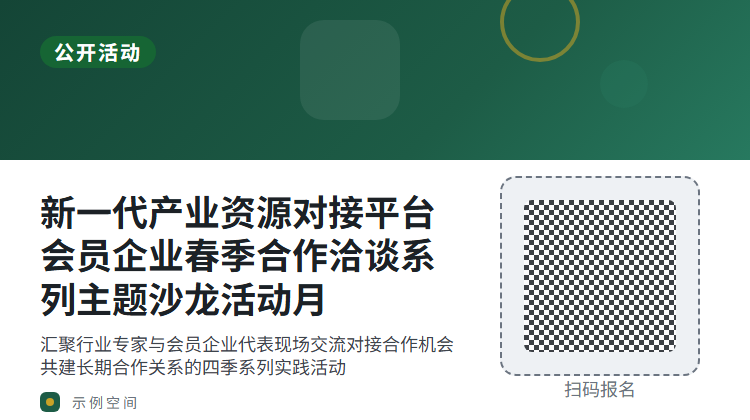 公开活动
新一代产业资源对接平台
会员企业春季合作洽谈系
列主题沙龙活动月
汇聚行业专家与会员企业代表现场交流对接合作机会
共建长期合作关系的四季系列实践活动
示例空间
扫码报名